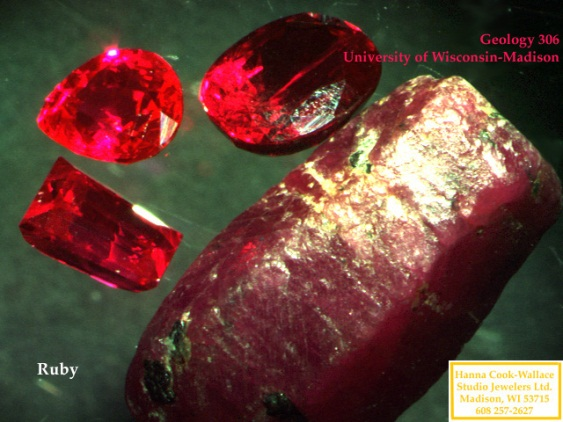 Geology 306
University of Wisconsin-Madison
Ruby
Hanna Cook-Wallace
Studio Jewelers Ltd.
Madison, WI 53715
608 257-2627